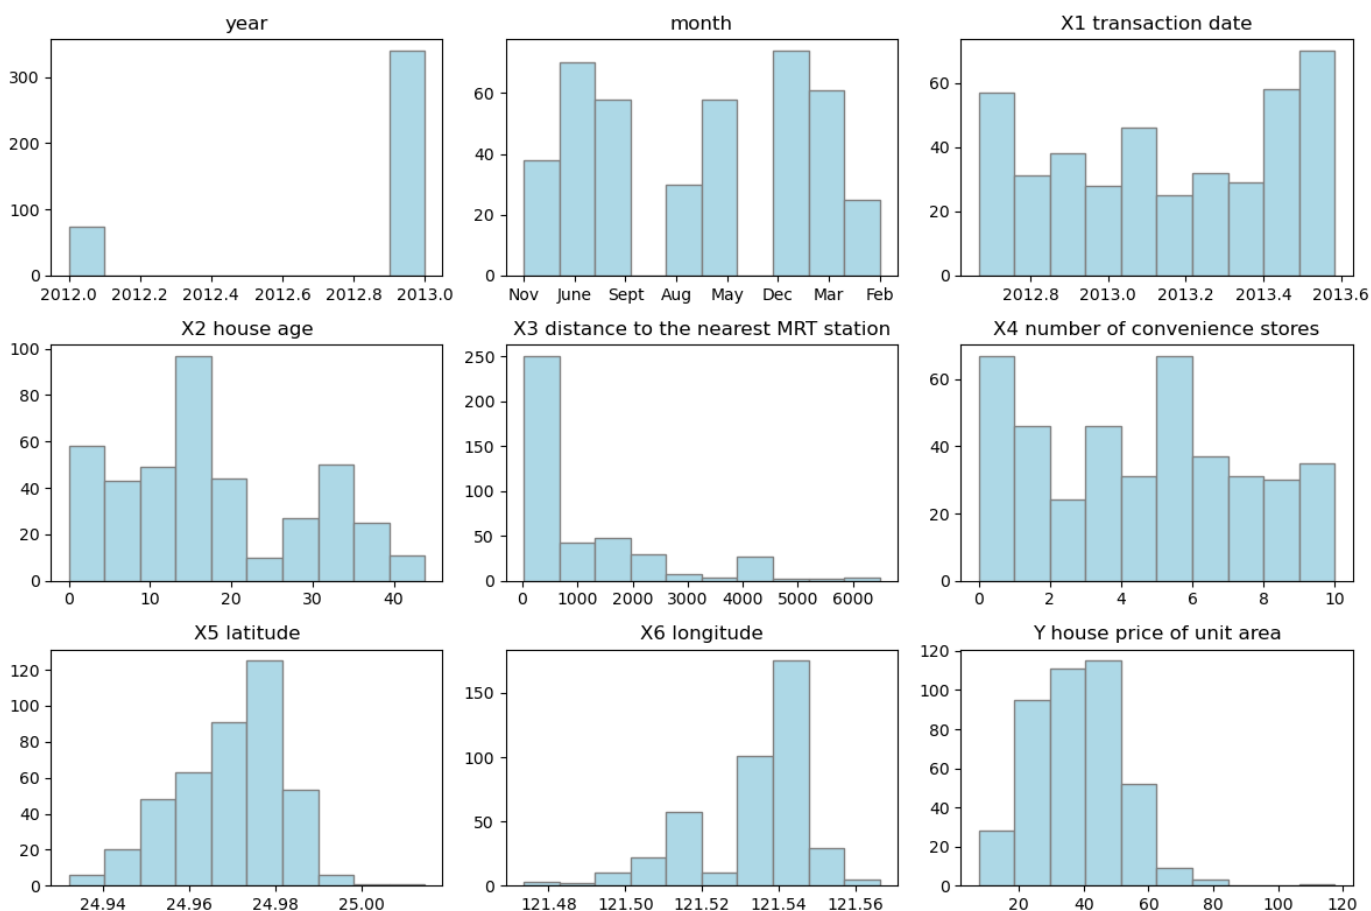 year
300
200
100
0
2012.0 2012.2 2012.4 2012.6 2012.8 2013.0
month
60
40
20
0
Nov June Sept Aug May Dec Mar Feb
X1 transaction date
60
40
20
0
2012.8 2013.0 2013.2 2013.4 2013.6
X2 house age
100
80
60
40
20
0
0 10 20 30 40
X3 distance to the nearest MRT station
250
200
150
100
50
0
0 1000 2000 3000 4000 5000 6000
X4 number of convenience stores
60
40
20
0
0 2 4 6 8 10
X5 latitude
120
100
80
60
40
20
0
24.94 24.96 24.98 25.00
X6 longitude
150
100
50
0
121.48 121.50 121.52 121.54 121.56
Y house price of unit area
120
100
80
60
40
20
0
20 40 60 80 100 120